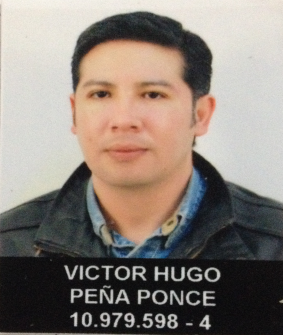 VICTOR HUGO
PEÑA PONCE
10.979.598 - 4